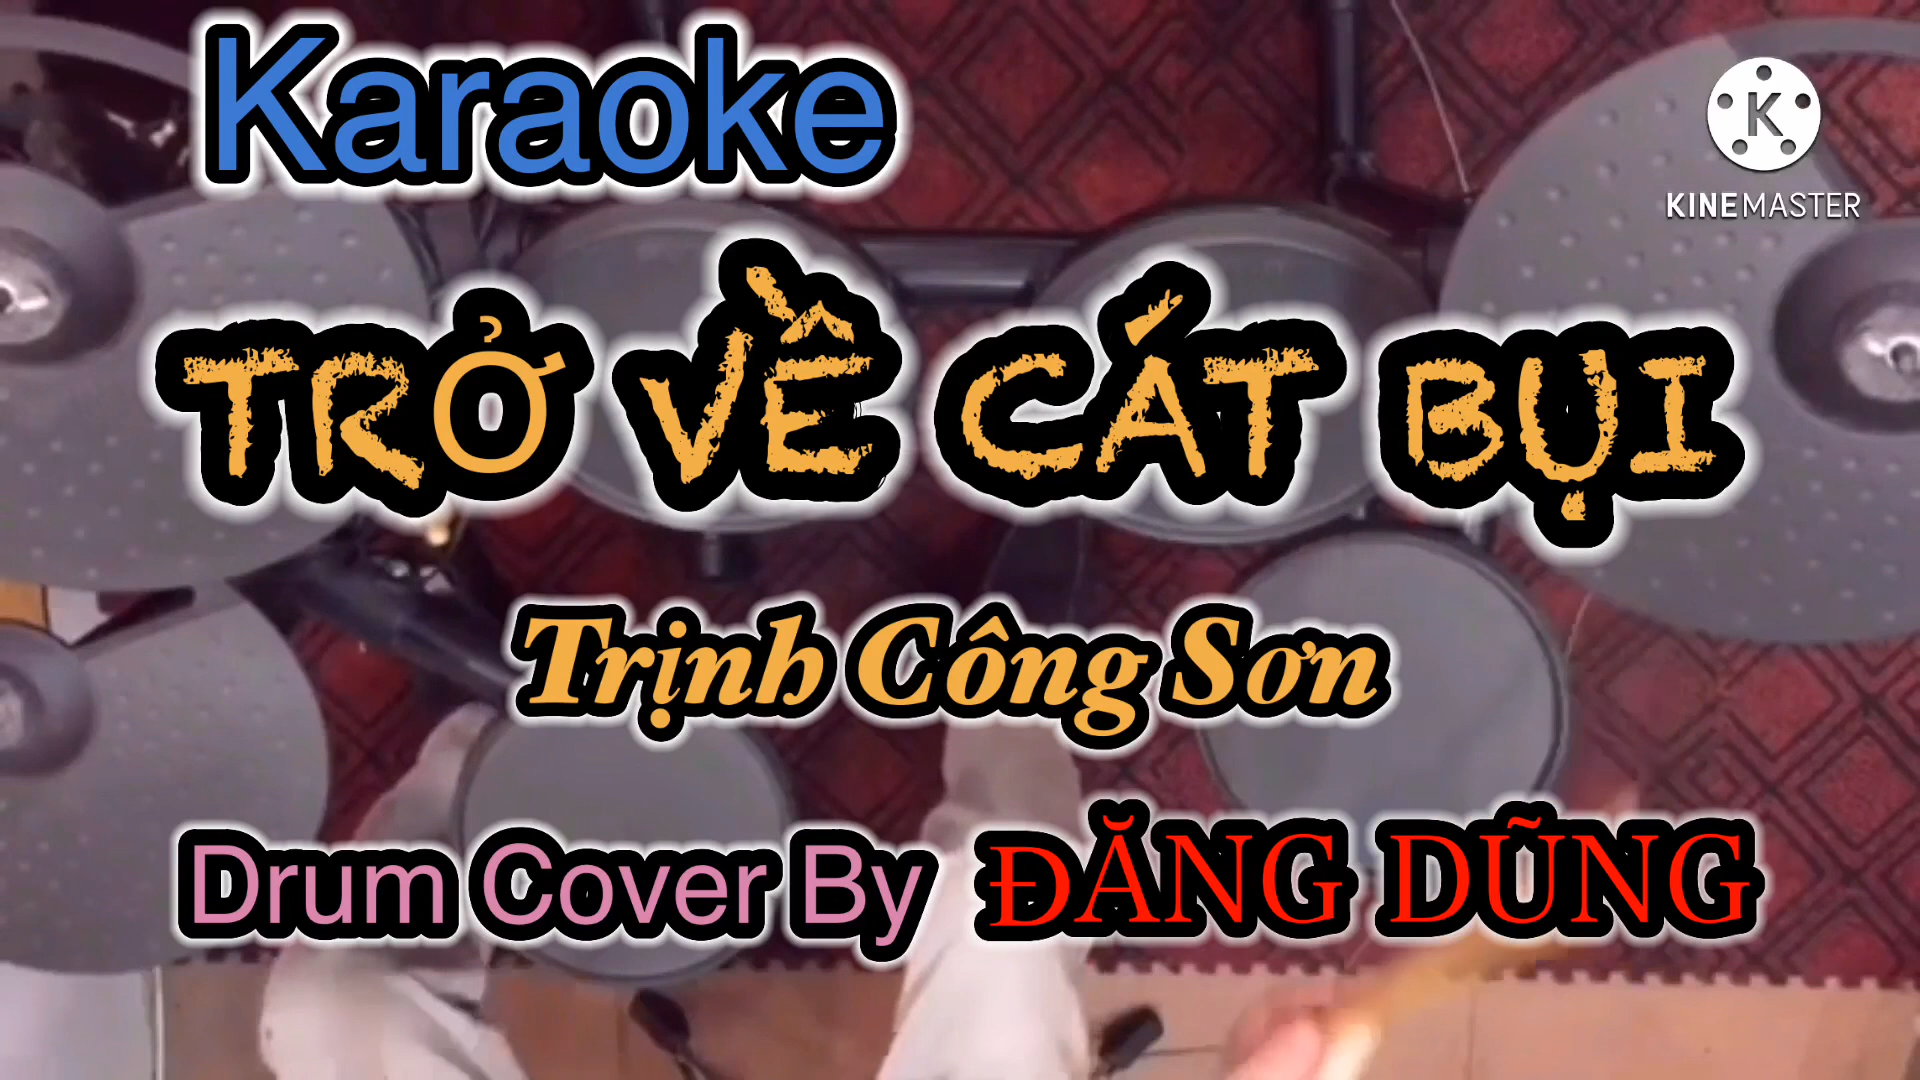 Karaoke
KINEMASTER
TRỞ VỀ CÁT BỤI
Trịnh Công Sơn
Drum Cover By ĐĂNG DŨNG